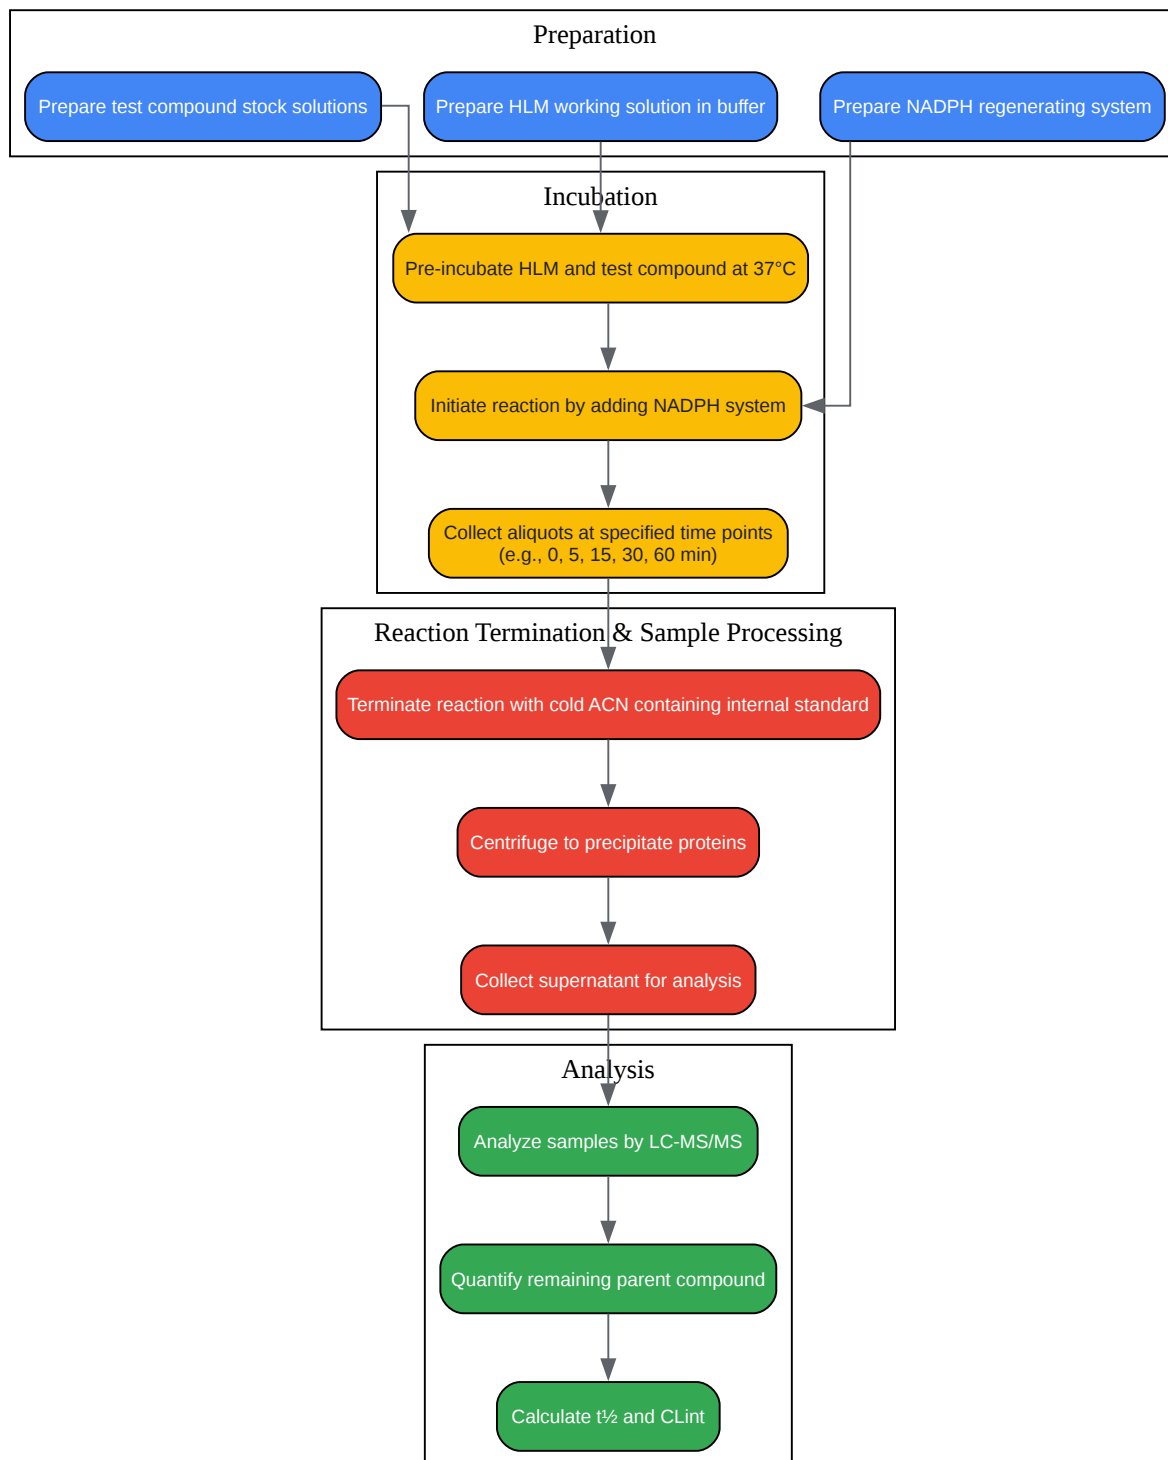 Preparation
Prepare test compound stock solutions
Prepare HLM working solution in buffer
Prepare NADPH regenerating system
Incubation
Pre-incubate HLM and test compound at 37°C
Initiate reaction by adding NADPH system
Collect aliquots at specified time points
(e.g., 0, 5, 15, 30, 60 min)
Reaction Termination & Sample Processing
Terminate reaction with cold ACN containing internal standard
Centrifuge to precipitate proteins
Collect supernatant for analysis
Analysis
Analyze samples by LC-MS/MS
Quantify remaining parent compound
Calculate t½ and CLint